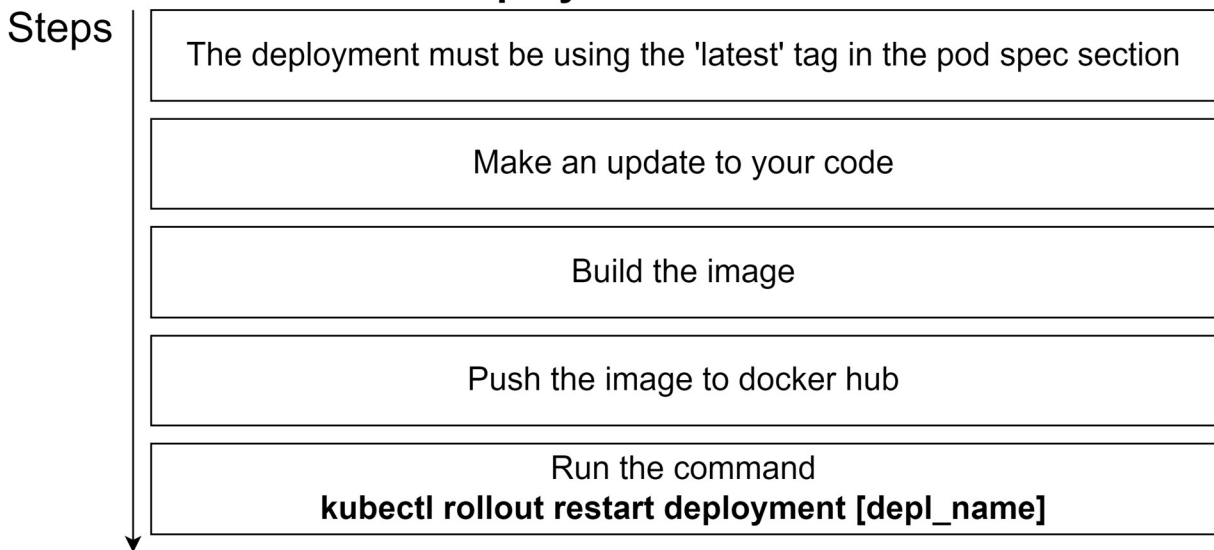 Steps
The deployment must be using the 'latest' tag in the pod spec section
Make an update to your code
Build the image
Push the image to docker hub
Run the command
kubectl rollout restart deployment [depl_name]